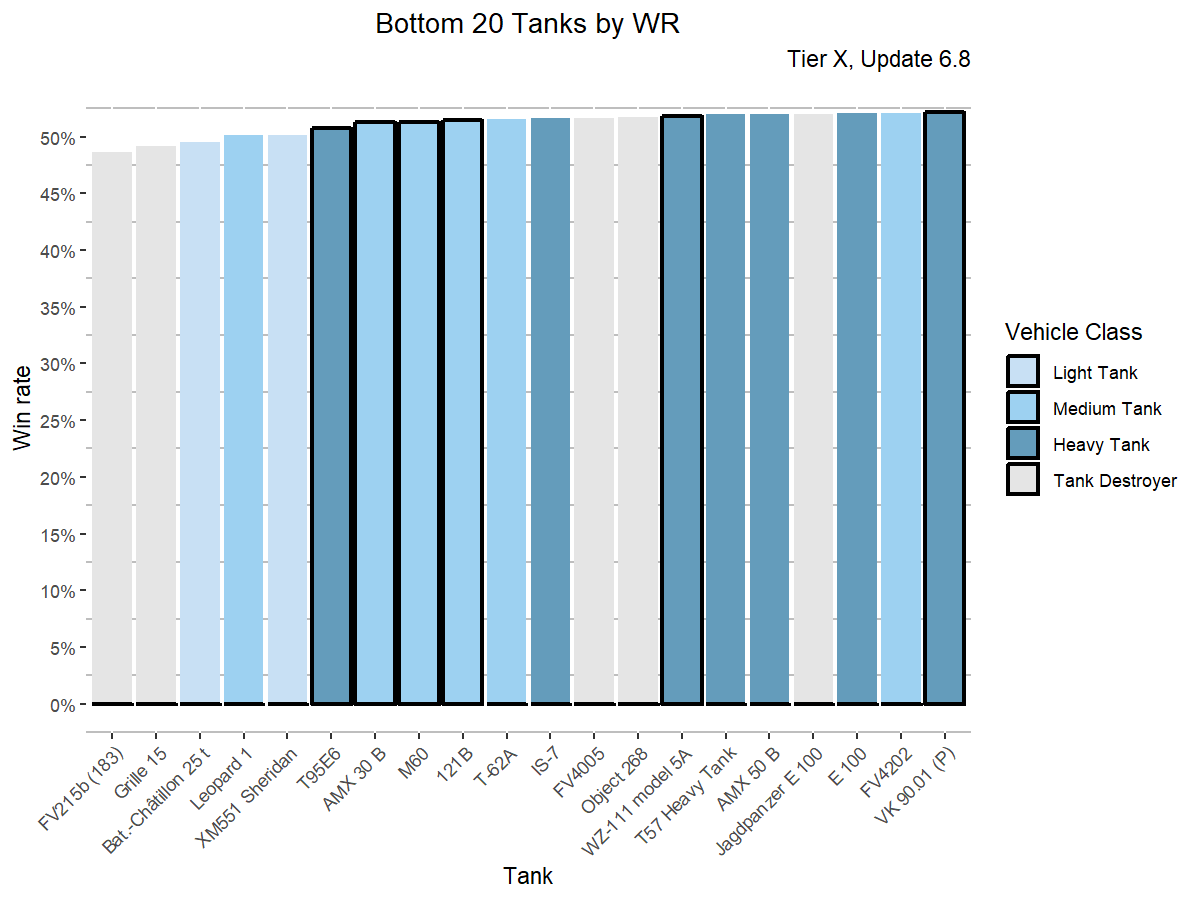 Bottom 20 Tanks by WR
Tier X, Update 6.8
50%
45%
40%
35%
30%
25%
20%
15%
10%
5%
0%
Win rate
FV215b (183)
Grille 15
Bat.-Châtillon 25 t
Leopard 1
XM551 Sheridan
T95E6
AMX 30 B
M60
121B
T-62A
IS-7
FV4005
Object 268
WZ-111 model 5A
T57 Heavy Tank
AMX 50 B
Jagdpanzer E 100
E 100
FV4202
VK 90.01 (P)
Tank
Vehicle Class
Light Tank
Medium Tank
Heavy Tank
Tank Destroyer